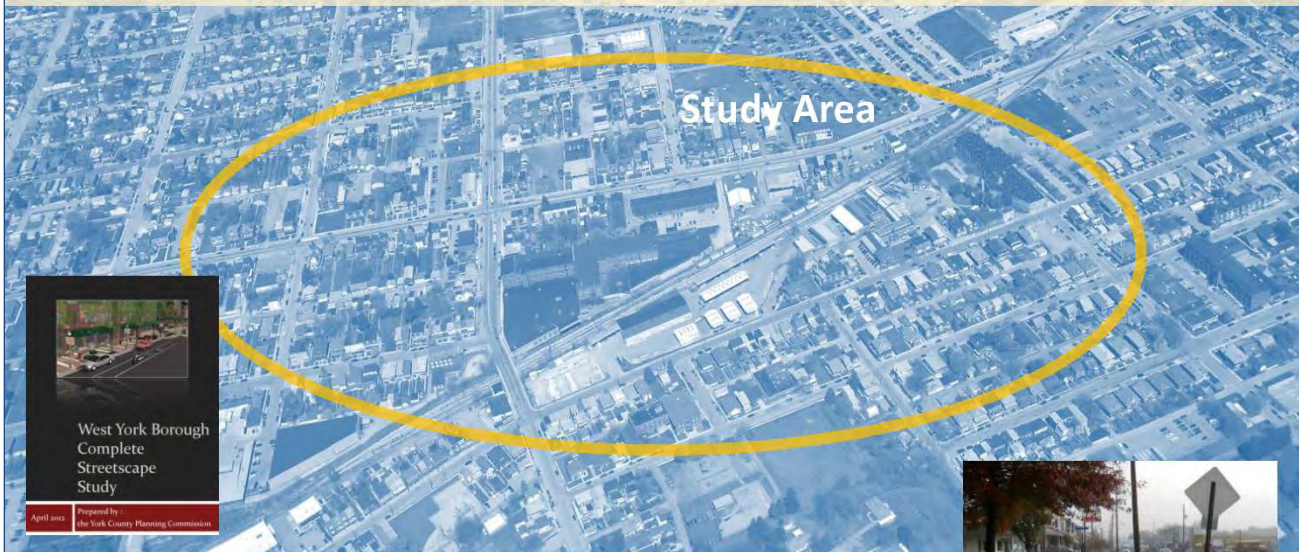 Study Area
West York Borough
Complete
Streetscape
Study
April 2012
Prepared by :
the York County Planning Commission